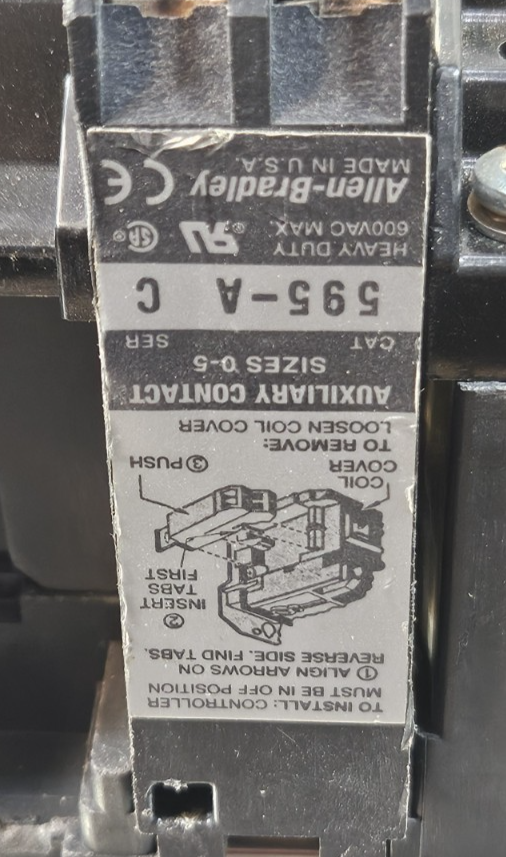 TO INSTALL: CONTROLLER
MUST BE IN OFF POSITION
① ALIGN ARROWS ON
REVERSE SIDE. FIND TABS.
② INSERT
TABS
FIRST
COIL
COVER
③ PUSH
TO REMOVE:
LOOSEN COIL COVER
AUXILIARY CONTACT
SIZES 0-5
CAT SER
595-A C
HEAVY DUTY
600VAC MAX.
Allen-Bradley
MADE IN U.S.A.